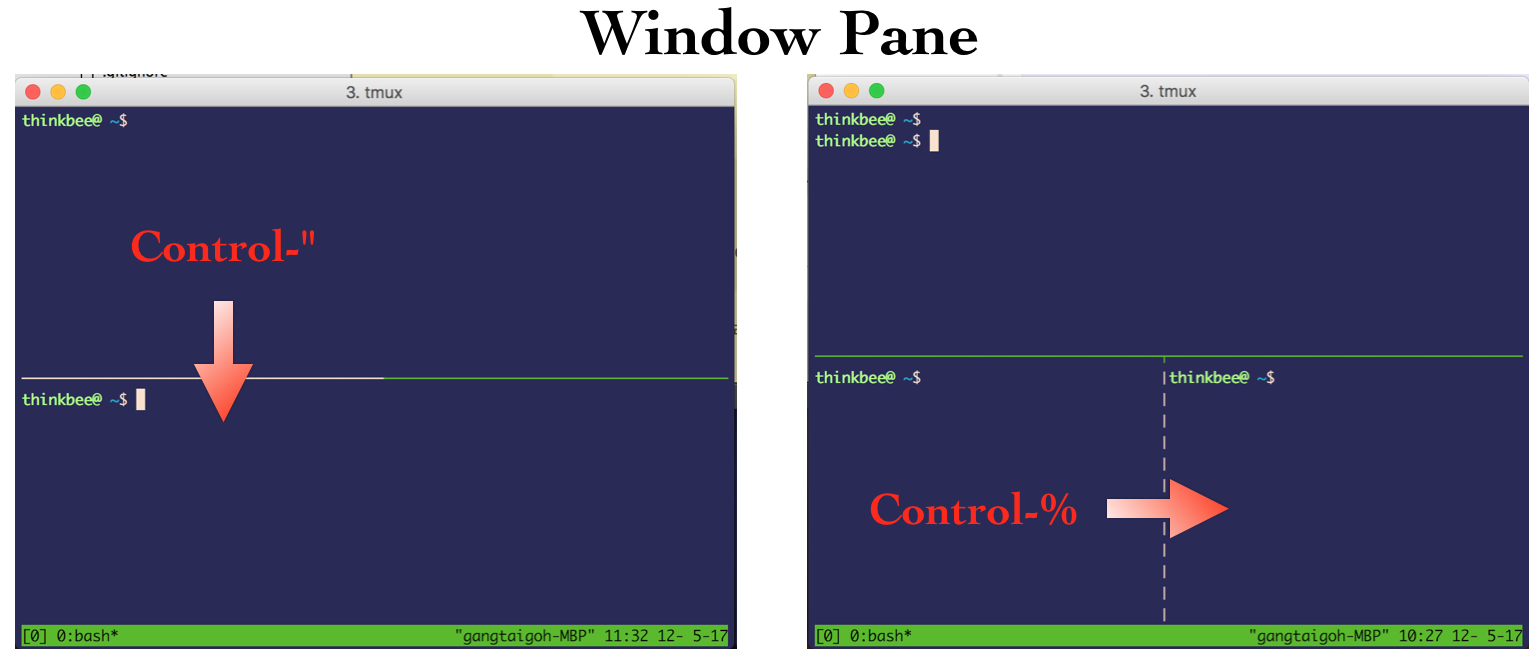 Window Pane
3. tmux
thinkbee@ ~$
Control-"
thinkbee@ ~$
[0] 0:bash* "gangtaigoh-MBP" 11:32 12- 5-17
3. tmux
thinkbee@ ~$
thinkbee@ ~$
thinkbee@ ~$ thinkbee@ ~$
Control-%
[0] 0:bash* "gangtaigoh-MBP" 10:27 12- 5-17